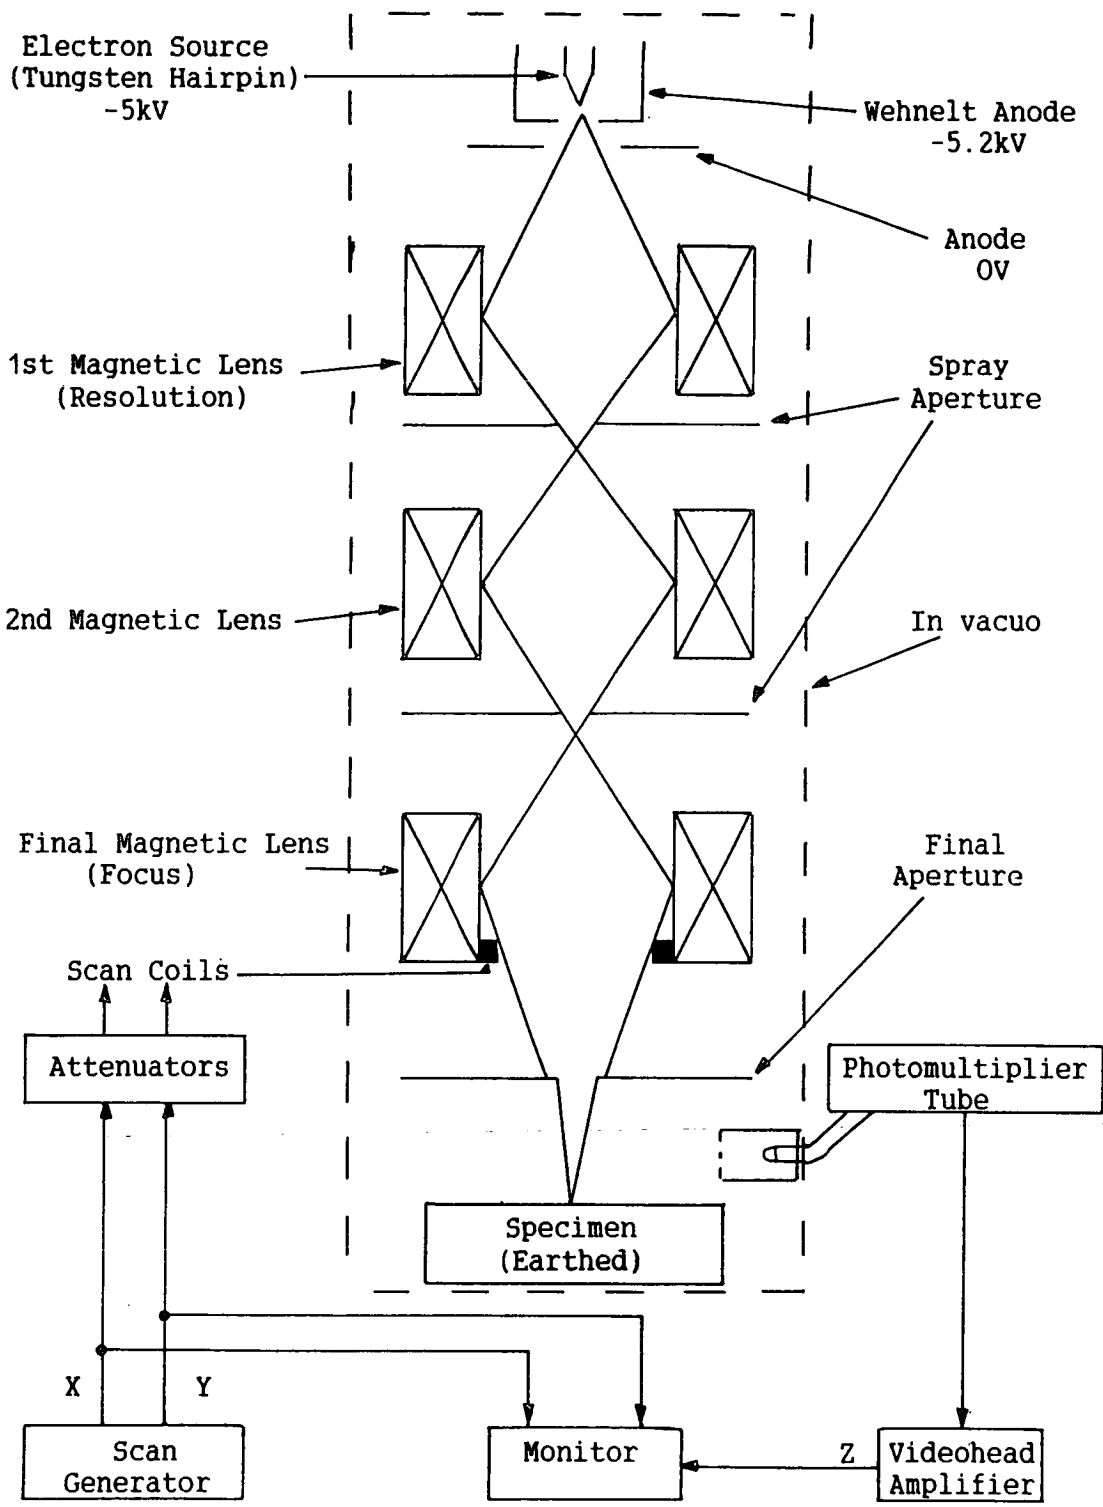 Electron Source
(Tungsten Hairpin)
-5kV
Wehnelt Anode
-5.2kV
Anode
0V
1st Magnetic Lens
(Resolution)
Spray
Aperture
2nd Magnetic Lens
In vacuo
Final Magnetic Lens
(Focus)
Final
Aperture
Scan Coils
Attenuators
Photomultiplier
Tube
Specimen
(Earthed)
X
Y
Scan
Generator
Monitor
Z
Videohead
Amplifier